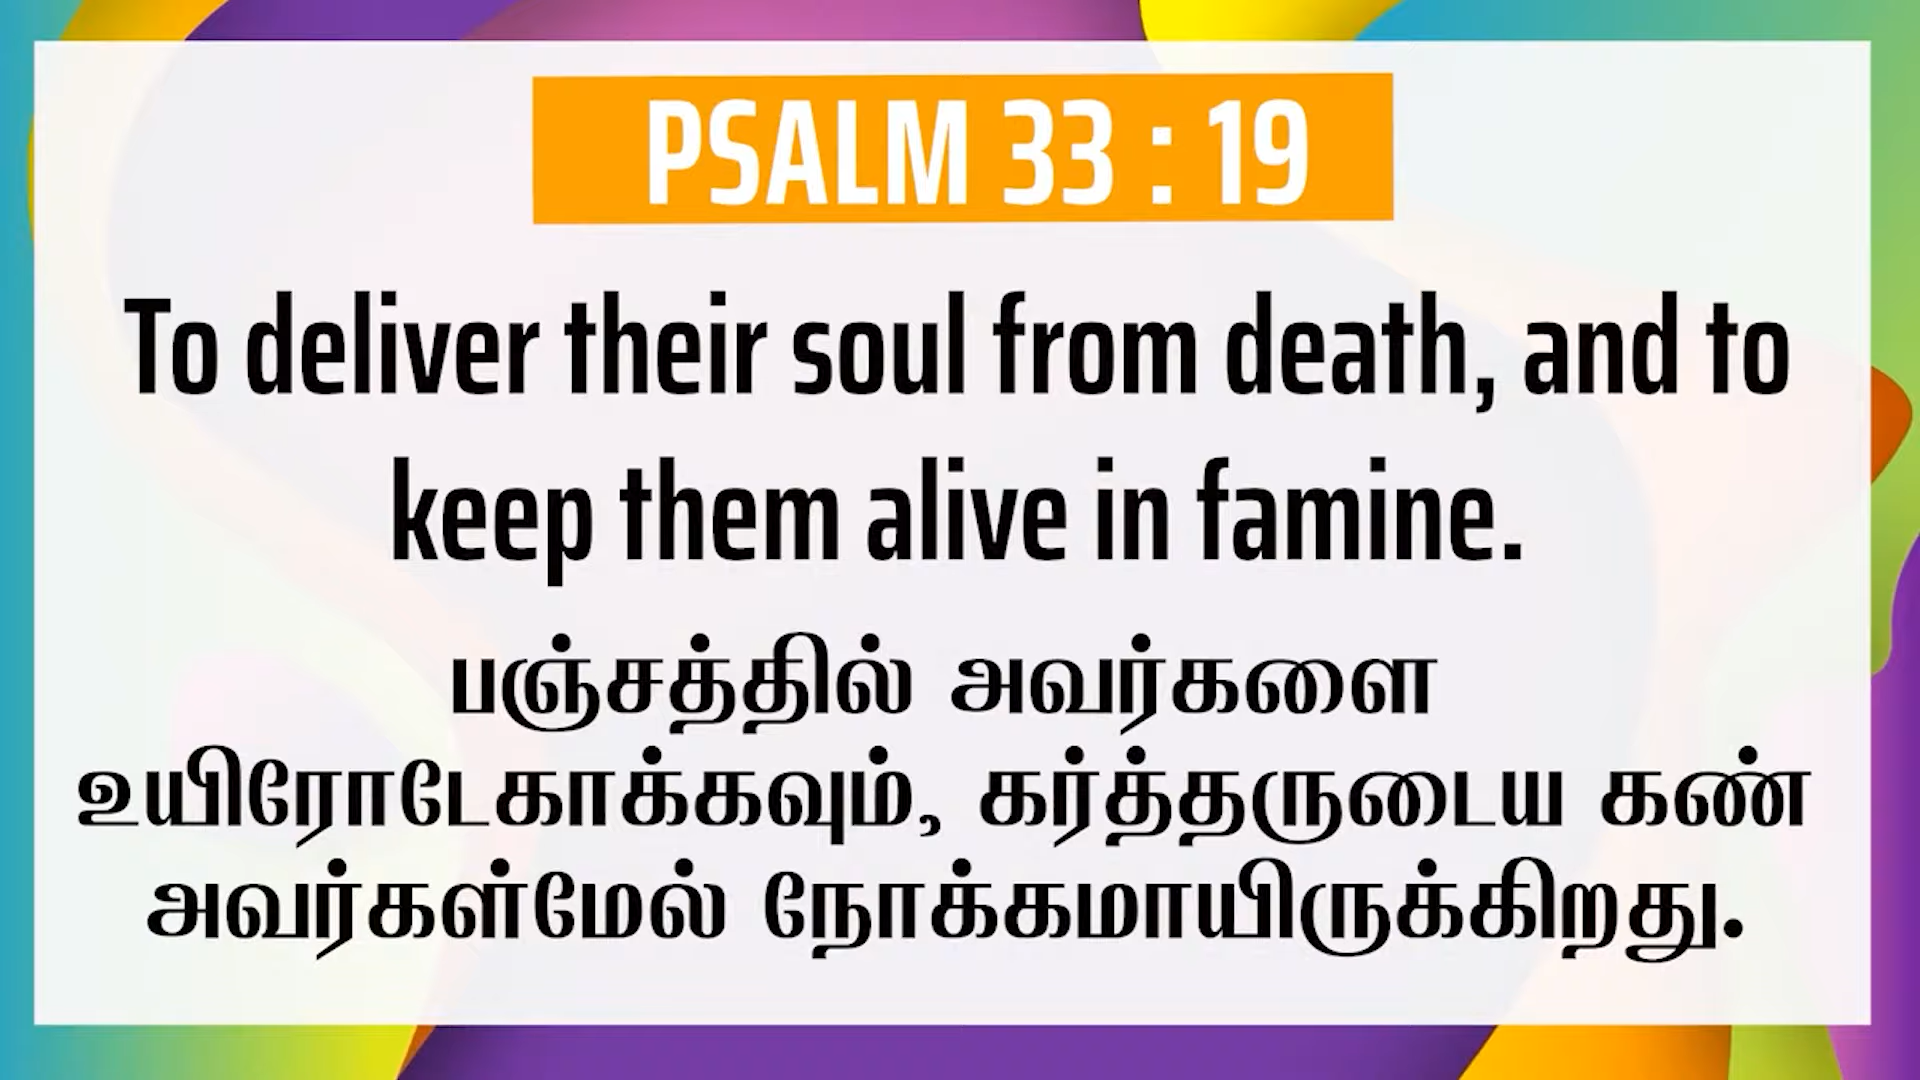 PSALM 33 : 19
To deliver their soul from death, and to
keep them alive in famine.
பஞ்சத்தில் அவர்களை
உயிரோடேகாக்கவும், கர்த்தருடைய கண்
அவர்கள்மேல் நோக்கமாயிருக்கிறது.